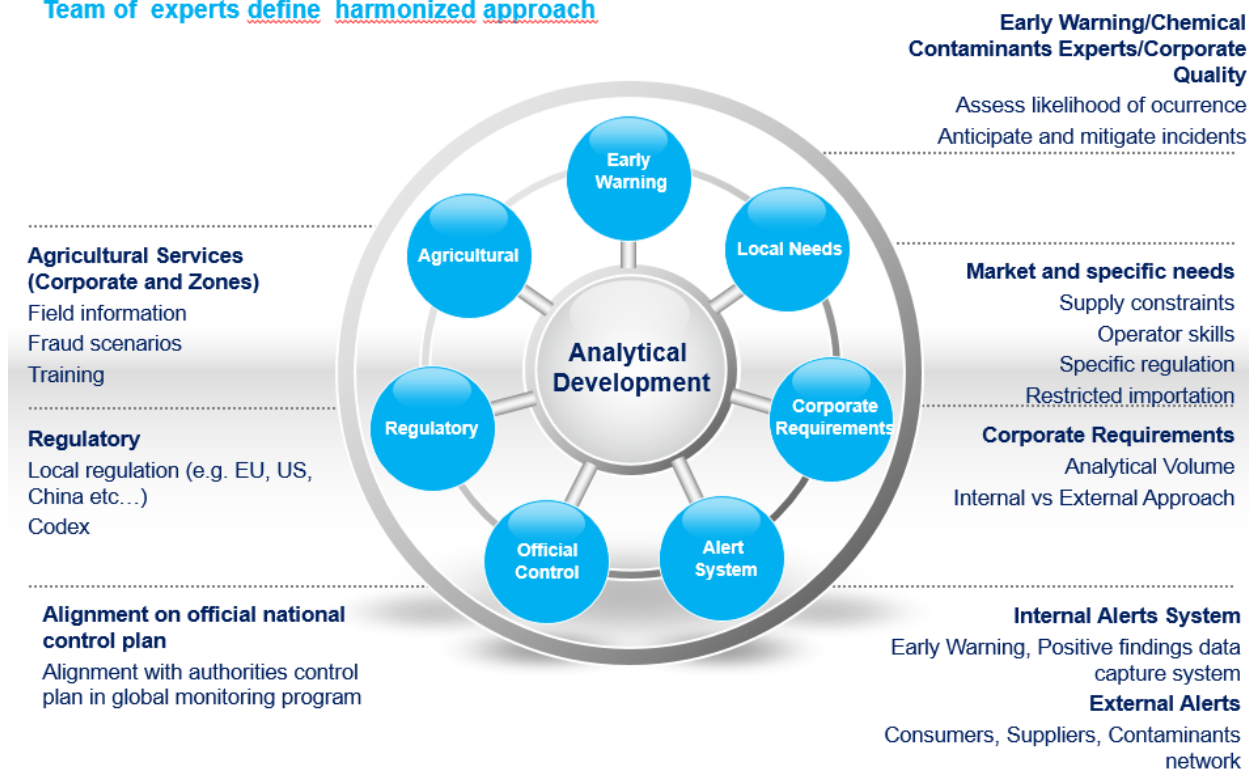 Team of experts define harmonized approach
Early Warning/Chemical
Contaminants Experts/Corporate
Quality
Assess likelihood of ocurrence
Anticipate and mitigate incidents
Early
Warning
Agricultural
Local Needs
Analytical
Development
Regulatory
Corporate
Requirements
Official
Control
Alert
System
Agricultural Services
(Corporate and Zones)
Field information
Fraud scenarios
Training
Regulatory
Local regulation (e.g. EU, US,
China etc...)
Codex
Alignment on official national
control plan
Alignment with authorities control
plan in global monitoring program
Market and specific needs
Supply constraints
Operator skills
Specific regulation
Restricted importation
Corporate Requirements
Analytical Volume
Internal vs External Approach
Internal Alerts System
Early Warning, Positive findings data
capture system
External Alerts
Consumers, Suppliers, Contaminants
network